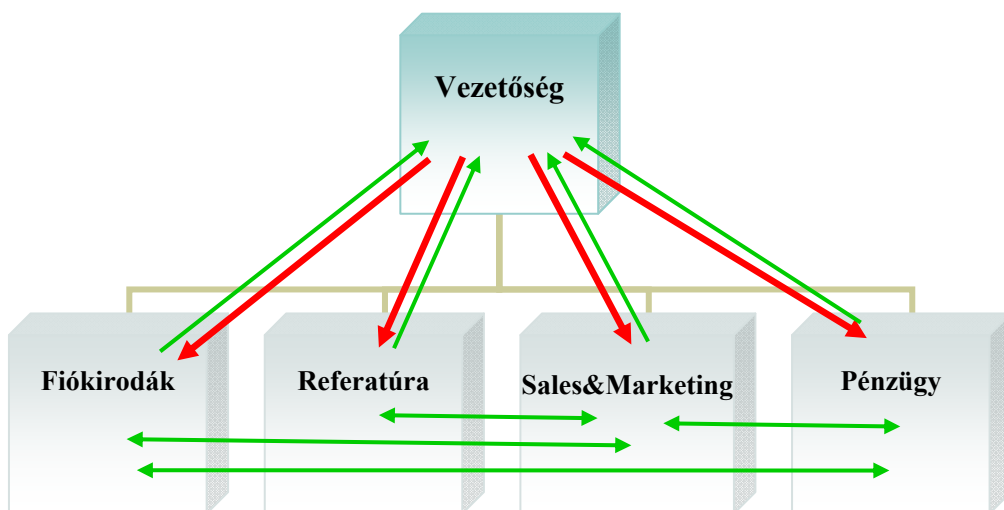 Vezetőség
Fiókirodák
Referatúra
Sales&Marketing
Pénzügy